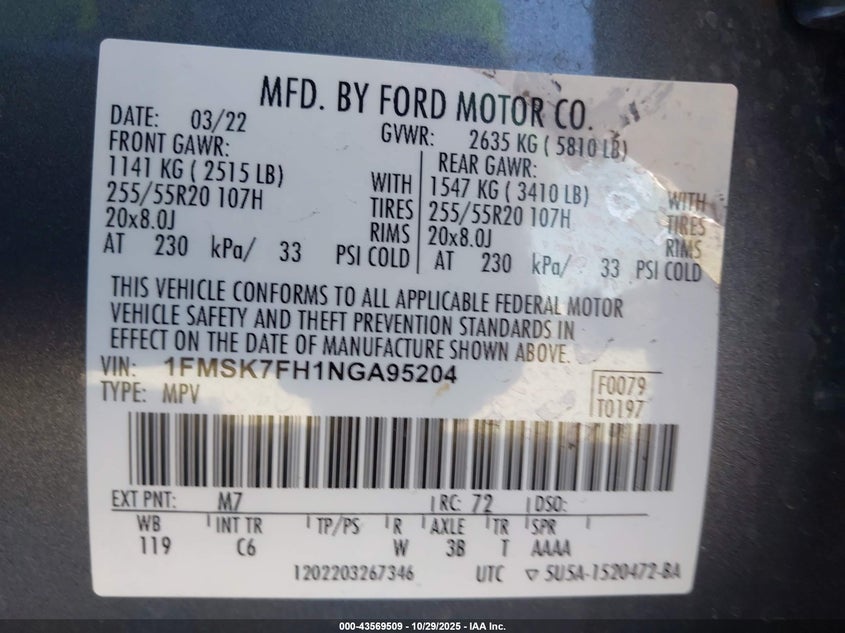 MFD. BY FORD MOTOR CO.
DATE: 03/22 GVWR: 2635 KG ( 5810 LB)
FRONT GAWR: REAR GAWR:
1141 KG ( 2515 LB) WITH 1547 KG ( 3410 LB) WITH
255/55R20 107H TIRES 255/55R20 107H TIRES
20x8.0J RIMS 20x8.0J RIMS
AT 230 kPa/ 33 PSI COLD AT 230 kPa/ 33 PSI COLD
THIS VEHICLE CONFORMS TO ALL APPLICABLE FEDERAL MOTOR
VEHICLE SAFETY AND THEFT PREVENTION STANDARDS IN
EFFECT ON THE DATE OF MANUFACTURE SHOWN ABOVE.
VIN: 1FMSK7FH1NGA95204 F0079
TYPE: MPV T0197
EXT PNT: M7 RC: 72 DSO:
WB INT TR TP/PS R AXLE TR SPR
119 C6 W 3B T AAAA
1202203267346 UTC ▽ 5U5A-1520472-BA
000-43569509 - 10/29/2025 - IAA Inc.